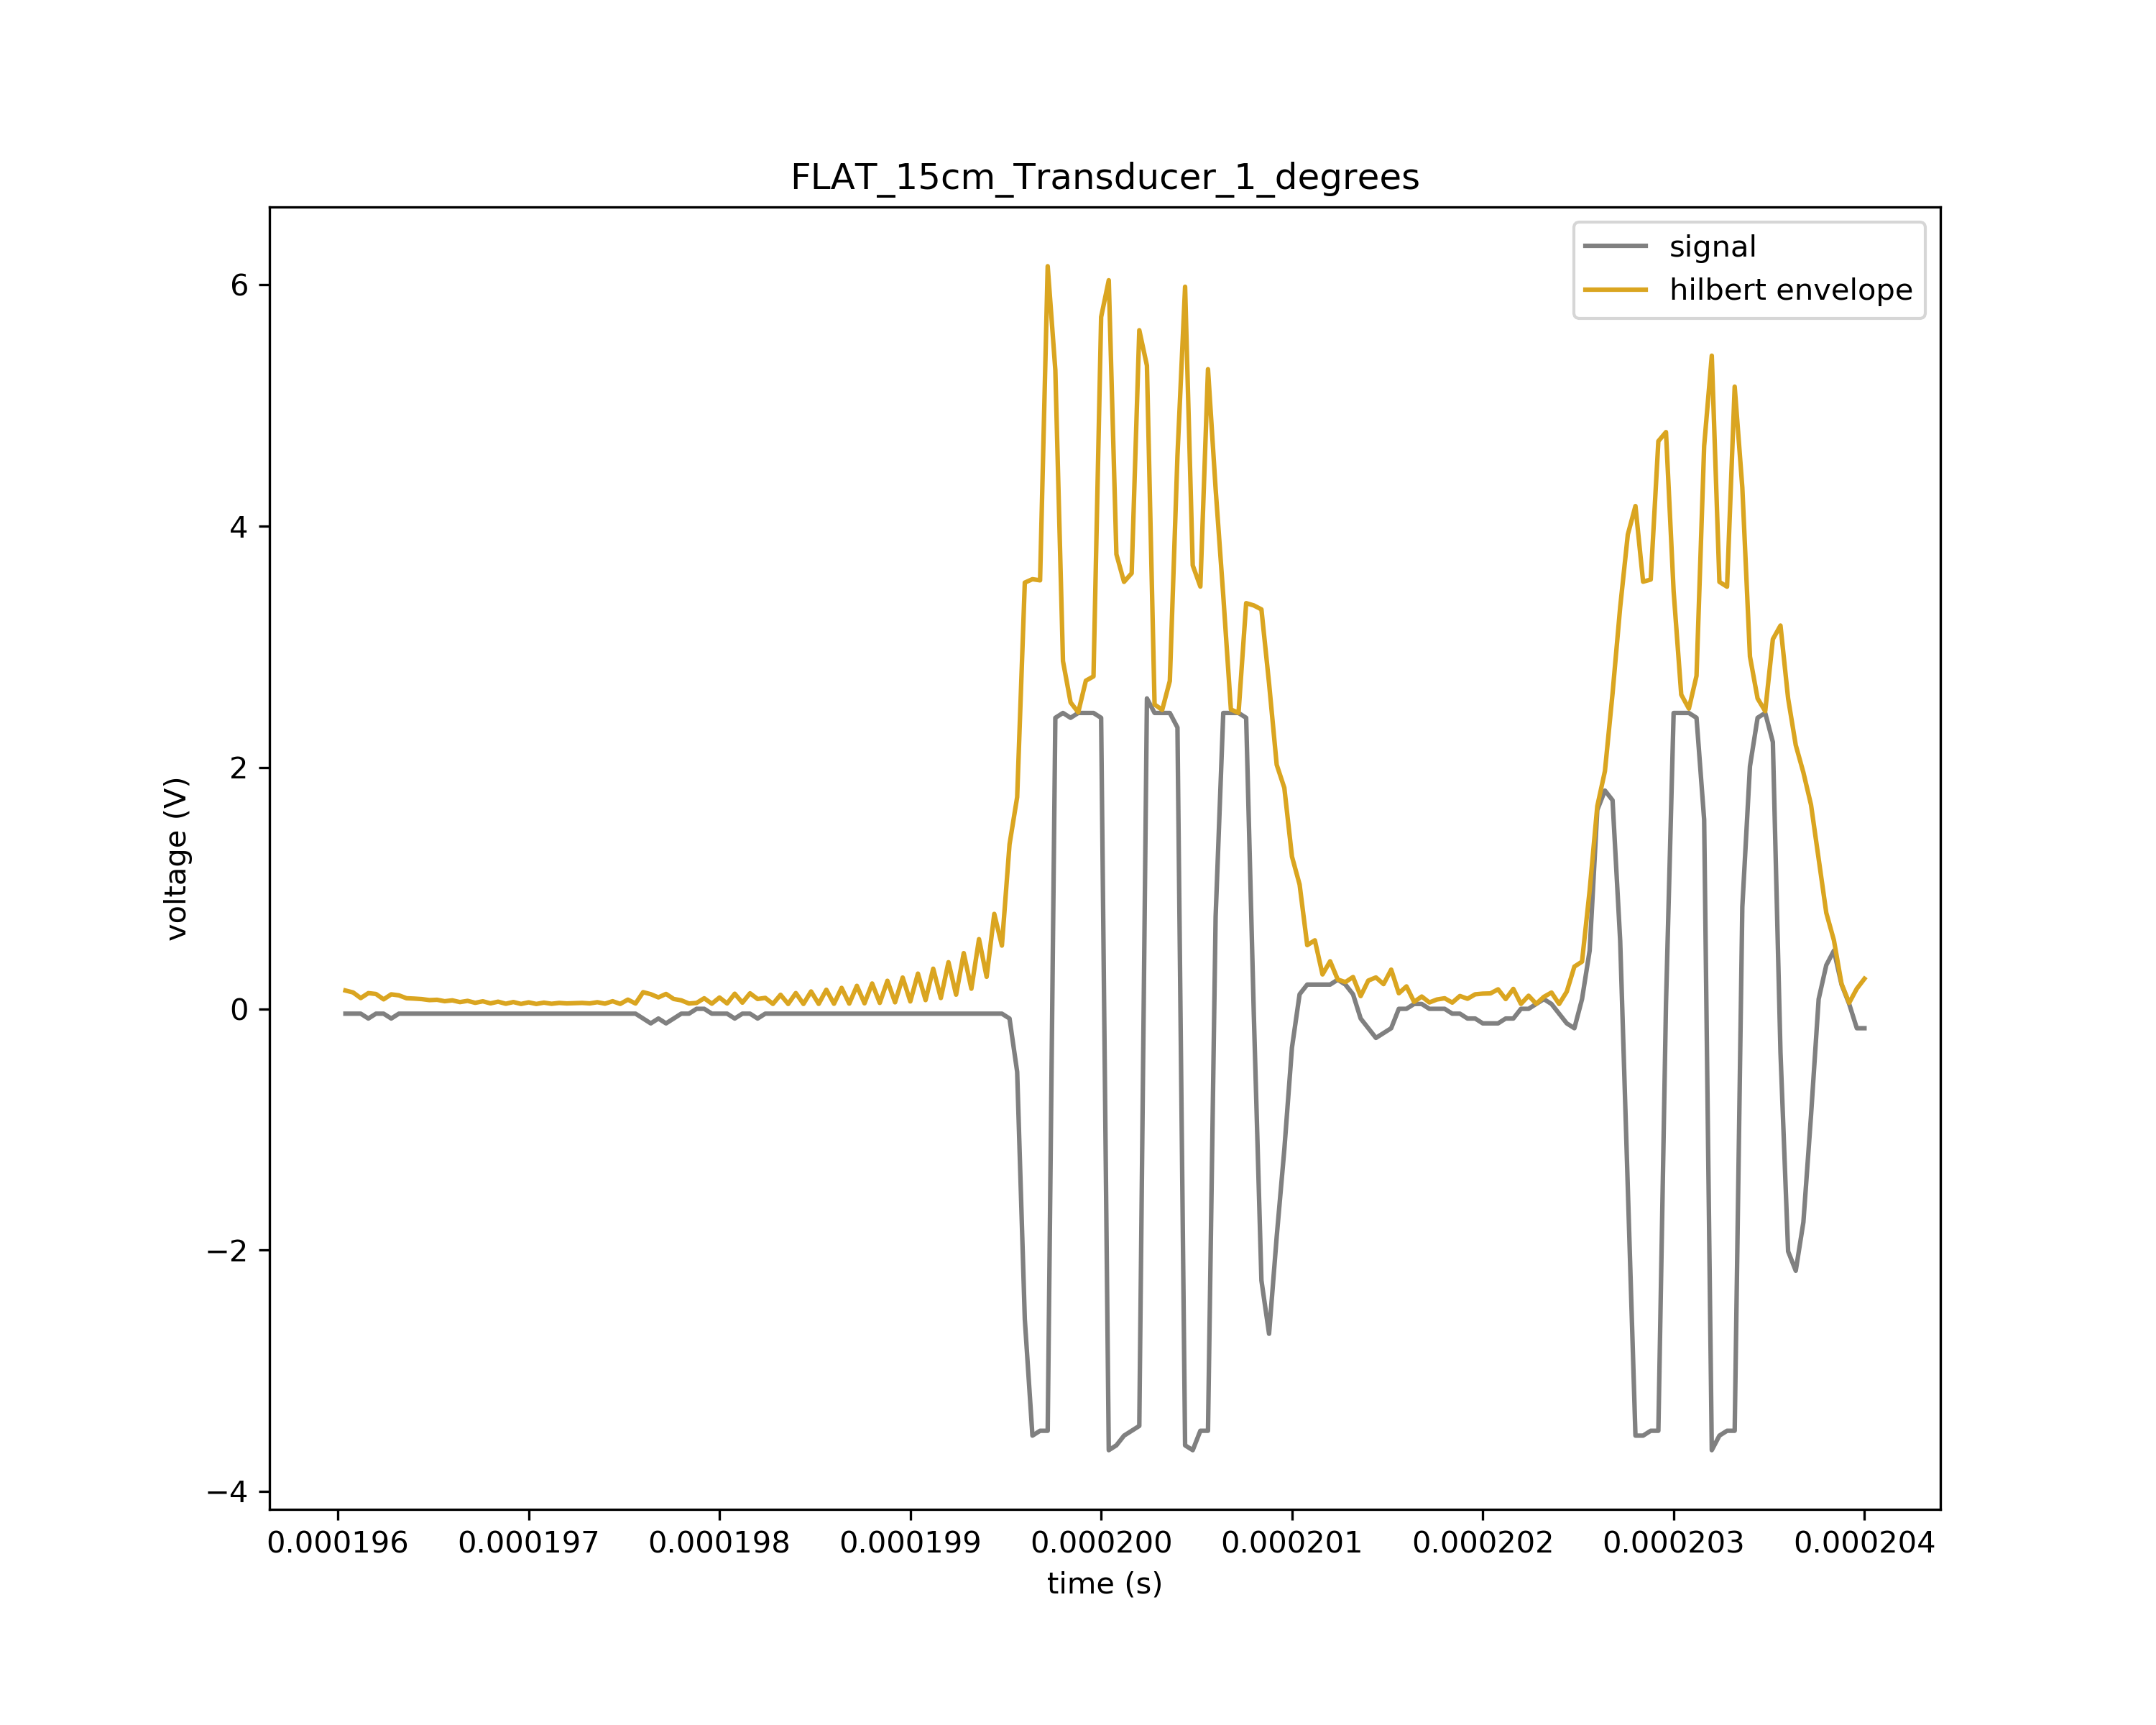 FLAT_15cm_Transducer_1_degrees
signal
hilbert envelope
6
4
2
0
−2
−4
voltage (V)
0.000196 0.000197 0.000198 0.000199 0.000200 0.000201 0.000202 0.000203 0.000204
time (s)